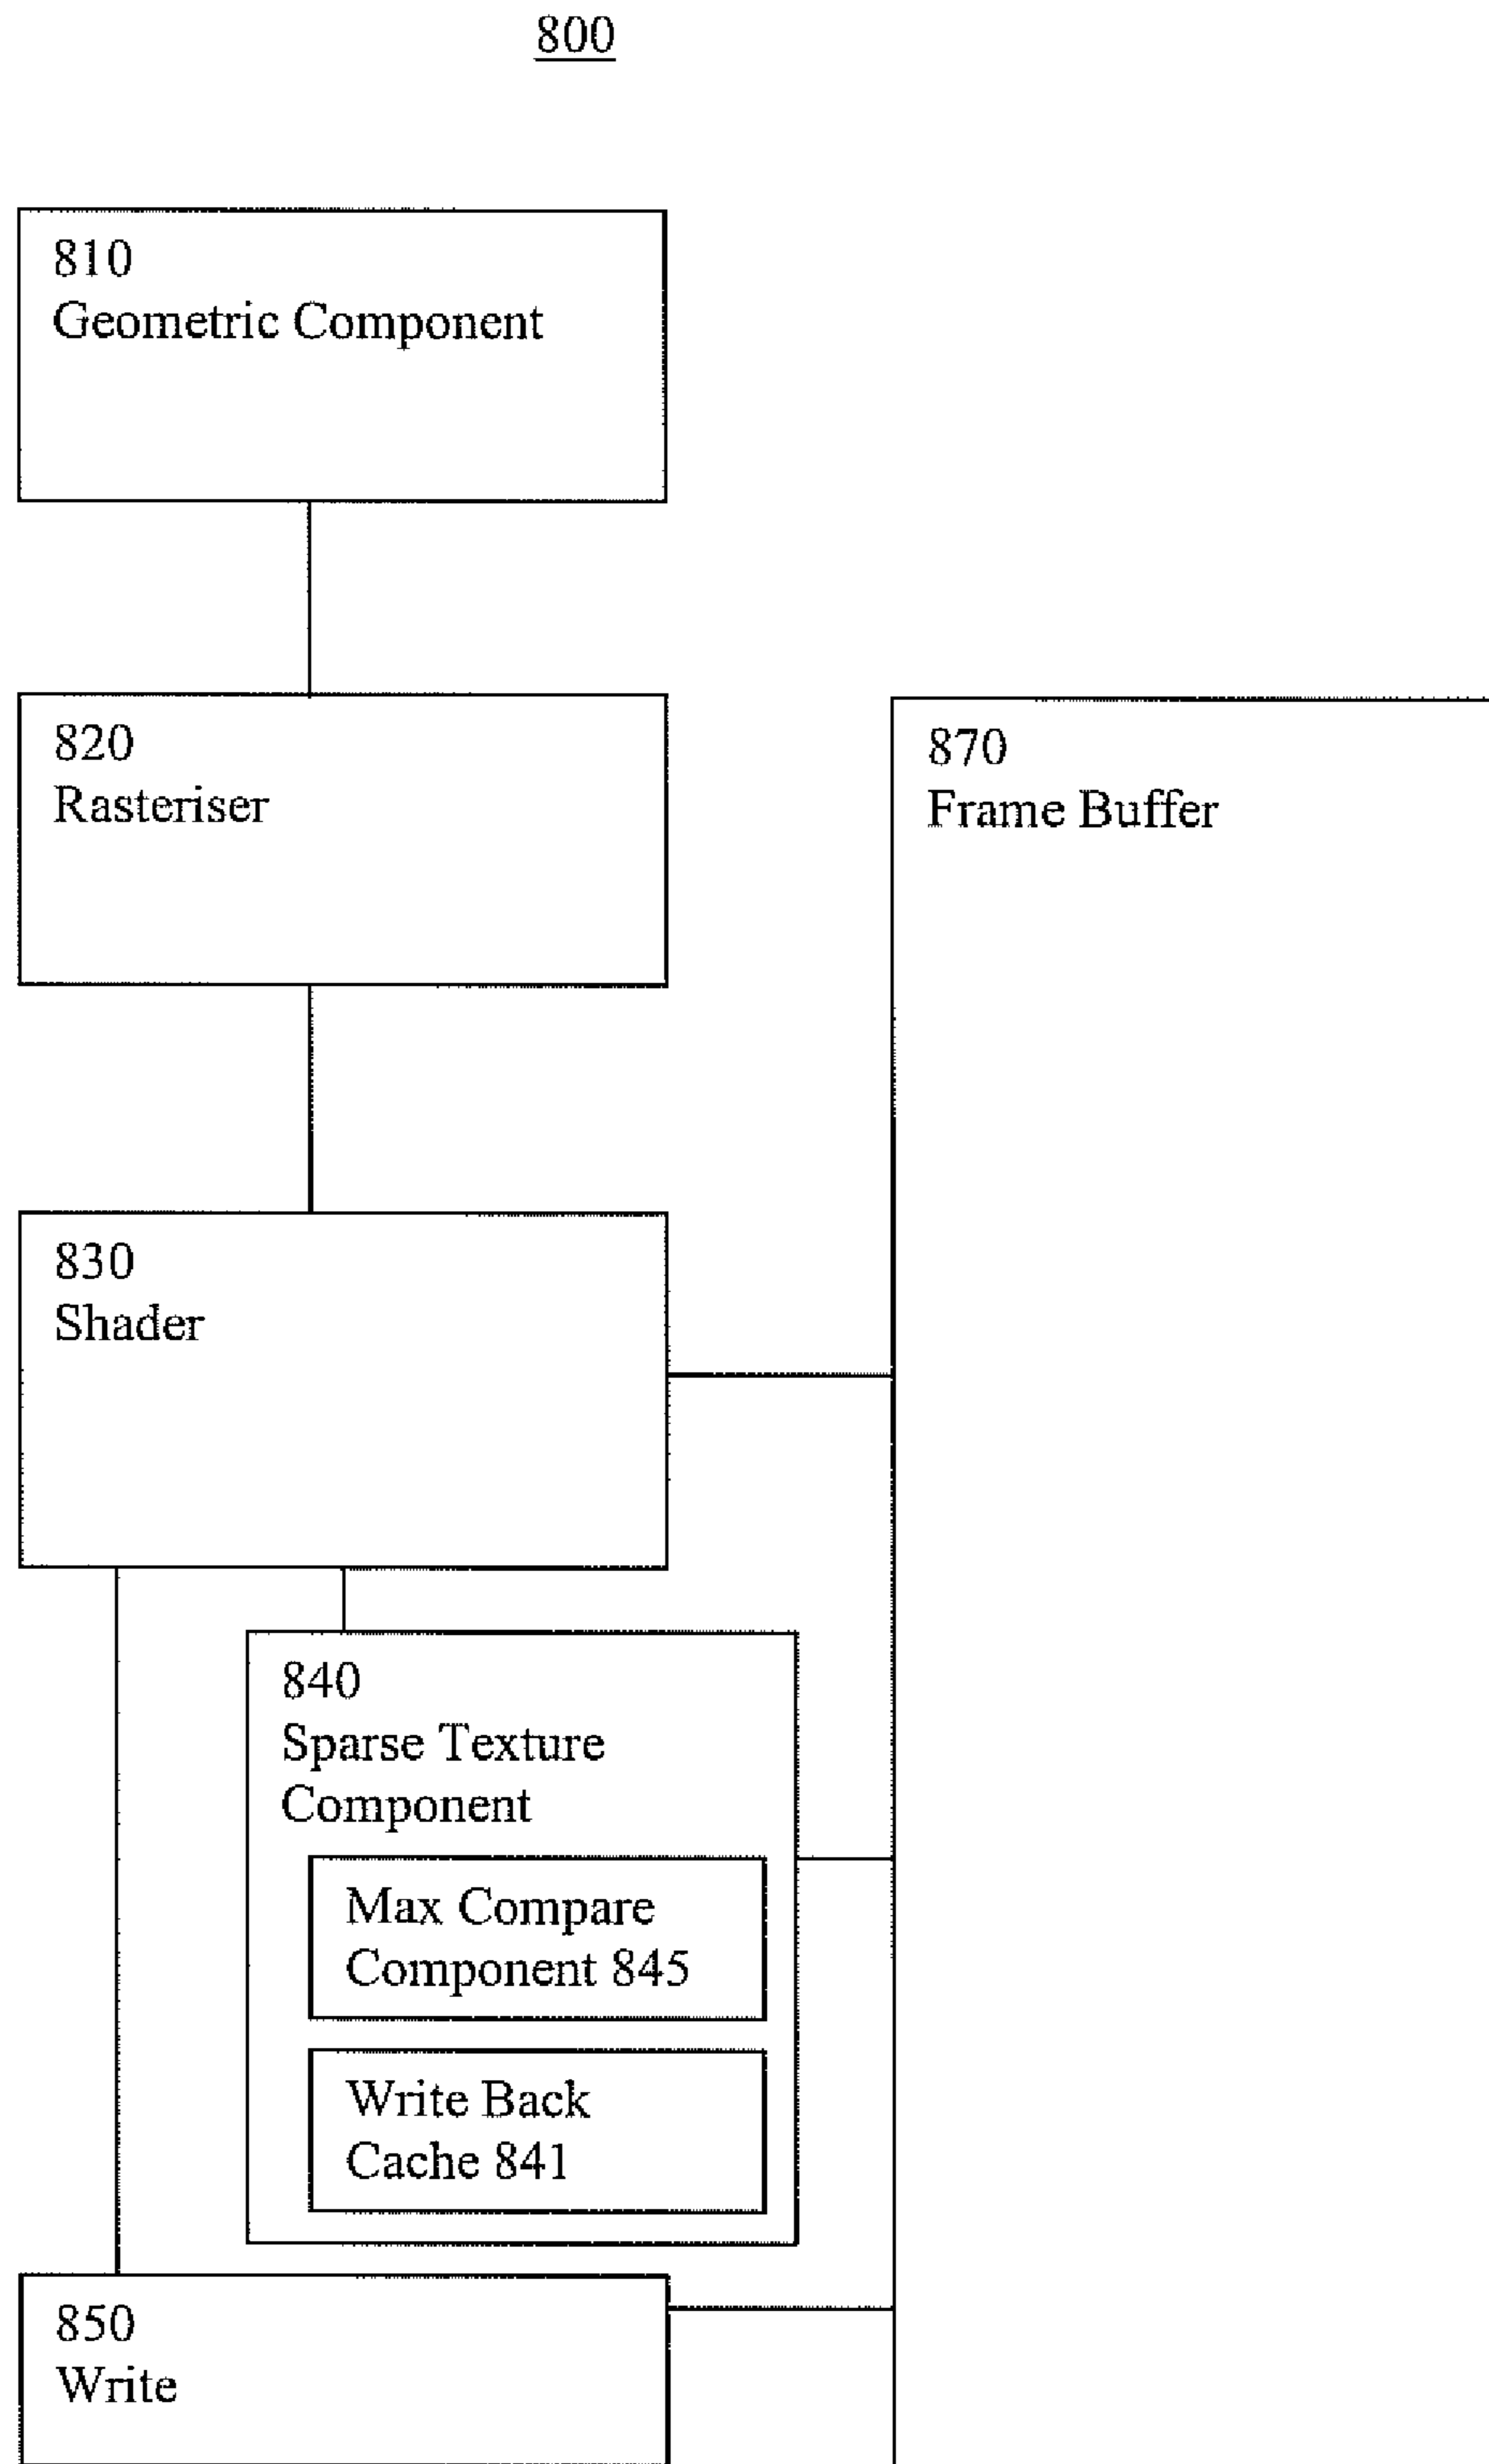 800
810
Geometric Component
820
Rasteriser
870
Frame Buffer
830
Shader
840
Sparse Texture
Component
Max Compare
Component 845
Write Back
Cache 841
850
Write